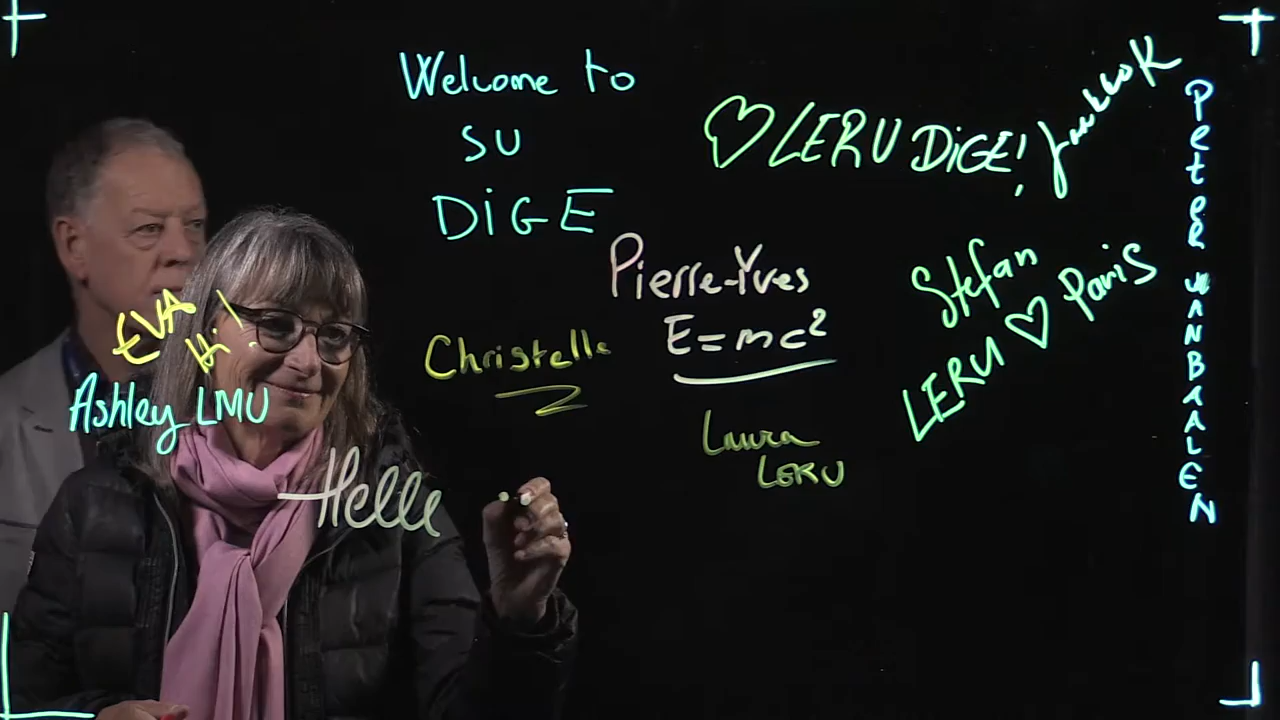 Welcome to
SU
DiGE
♡ LERU DiGE!
Peter VANBAALEN
Pierre-Yves
E=mc²
Stefan
LERU ♡ Paris
EVA
Hi!
Christelle
Ashley LMU
Laura
LERU
Helle